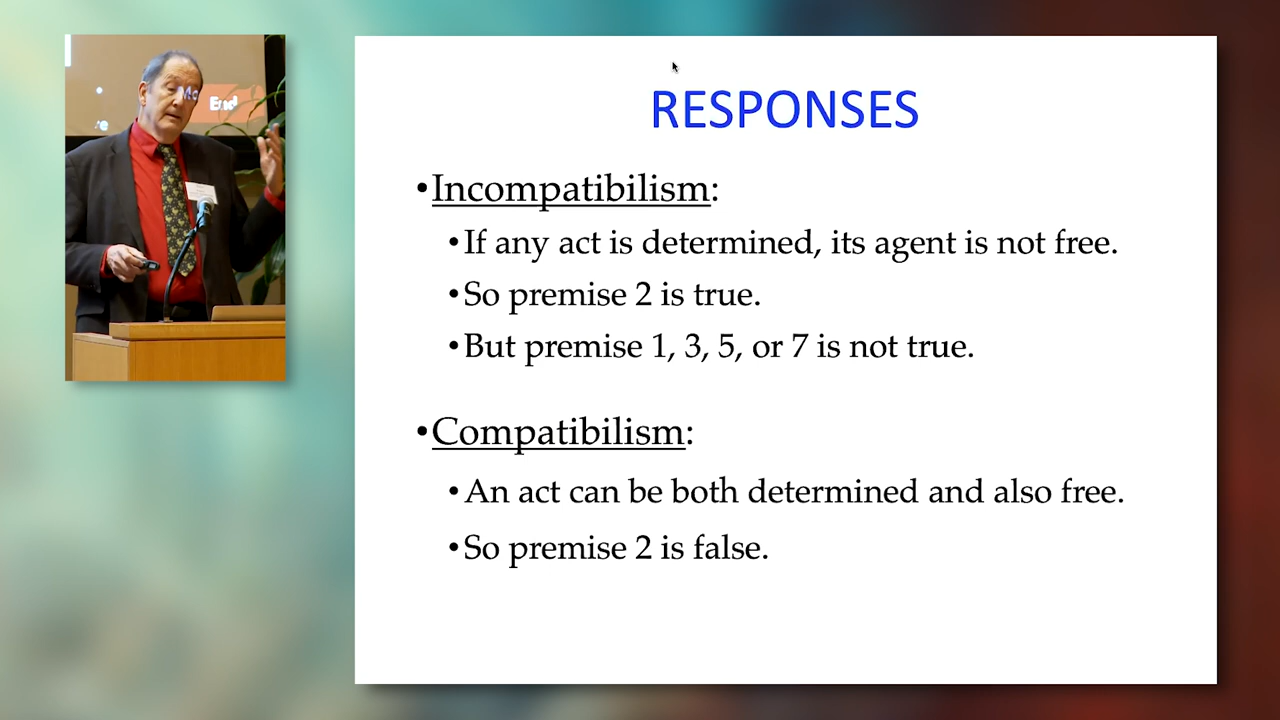 End
RESPONSES
•Incompatibilism:
•If any act is determined, its agent is not free.
•So premise 2 is true.
•But premise 1, 3, 5, or 7 is not true.
•Compatibilism:
•An act can be both determined and also free.
•So premise 2 is false.